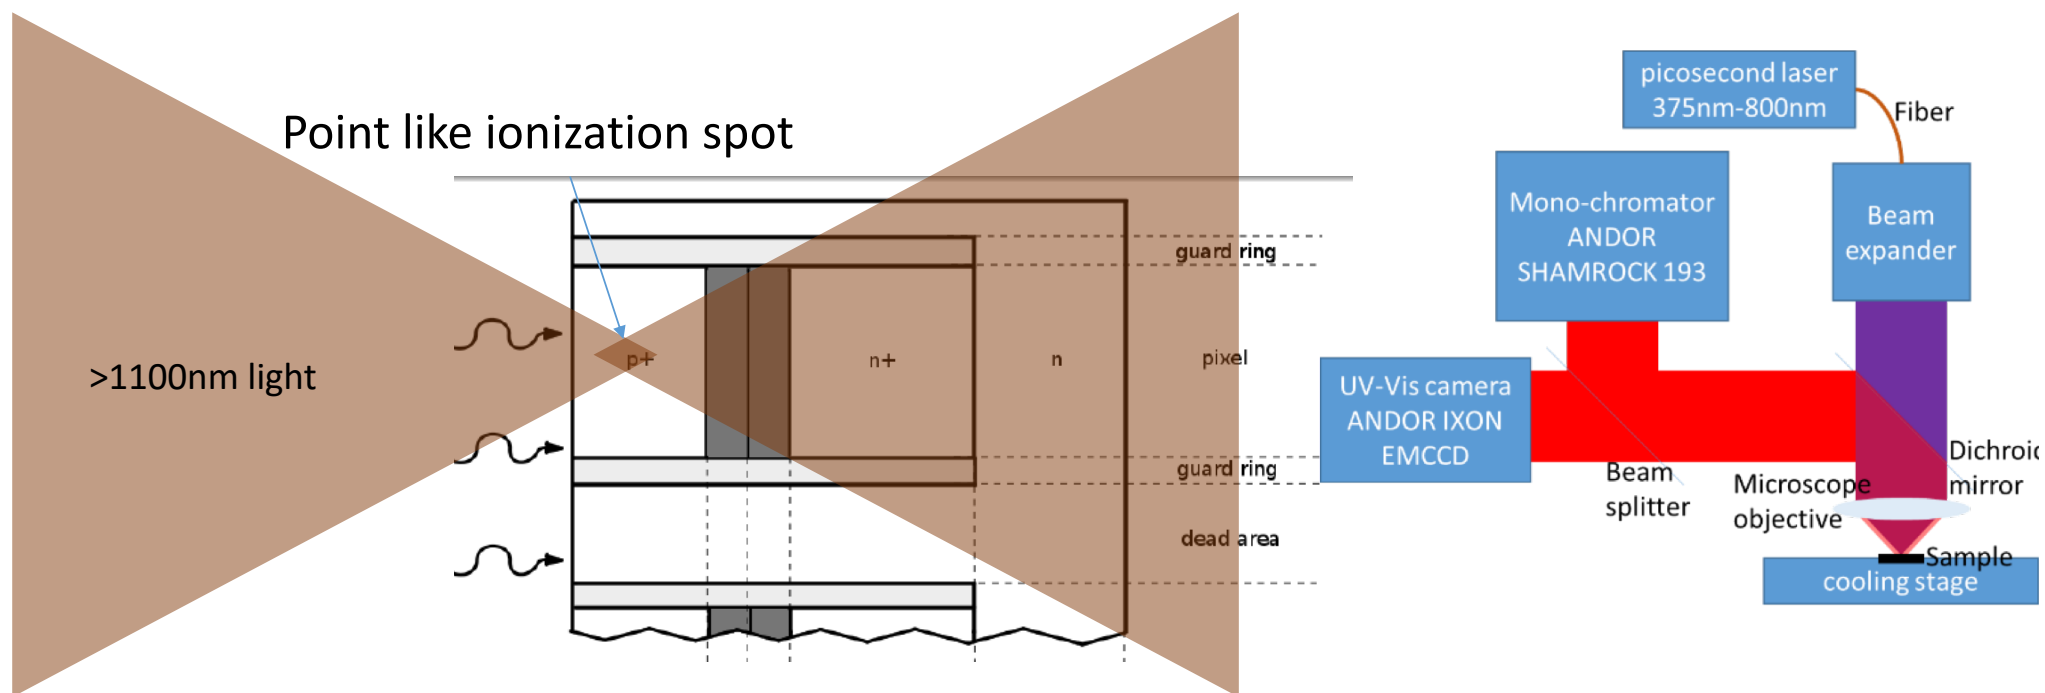 Point like ionization spot
>1100nm light
guard ring
p+
n+
n
pixel
guard ring
dead area
picosecond laser
375nm-800nm
Fiber
Mono-chromator
ANDOR
SHAMROCK 193
Beam
expander
UV-Vis camera
ANDOR IXON
EMCCD
Beam
splitter
Microscope
objective
Dichroic
mirror
Sample
cooling stage